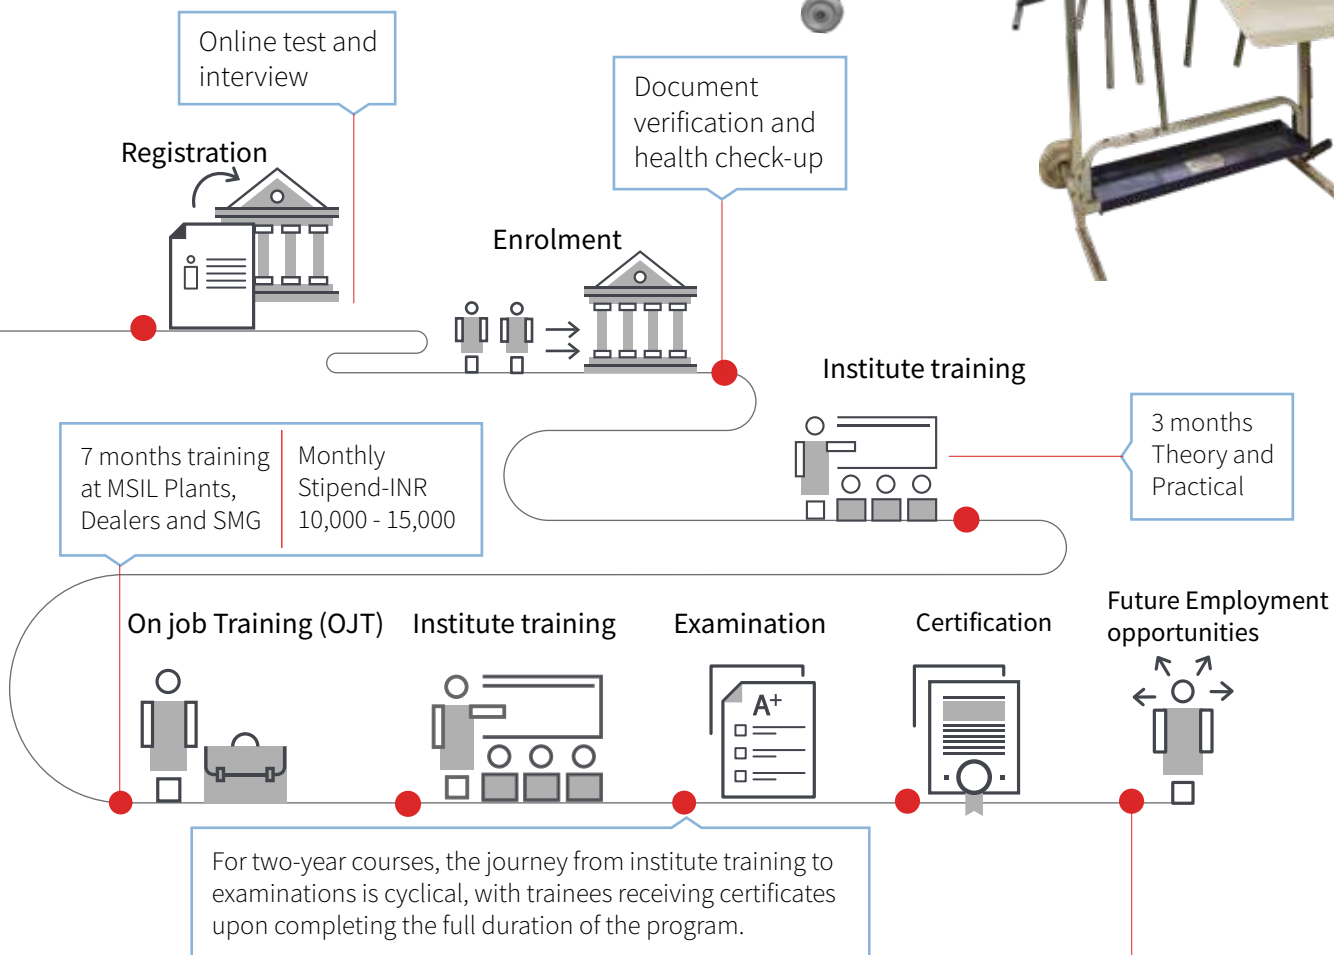 Online test and
interview
Registration
Document
verification and
health check-up
Enrolment
Institute training
3 months
Theory and
Practical
7 months training
at MSIL Plants,
Dealers and SMG
Monthly
Stipend-INR
10,000 - 15,000
On job Training (OJT)
Institute training
Examination
A+
Certification
Future Employment
opportunities
For two-year courses, the journey from institute training to
examinations is cyclical, with trainees receiving certificates
upon completing the full duration of the program.